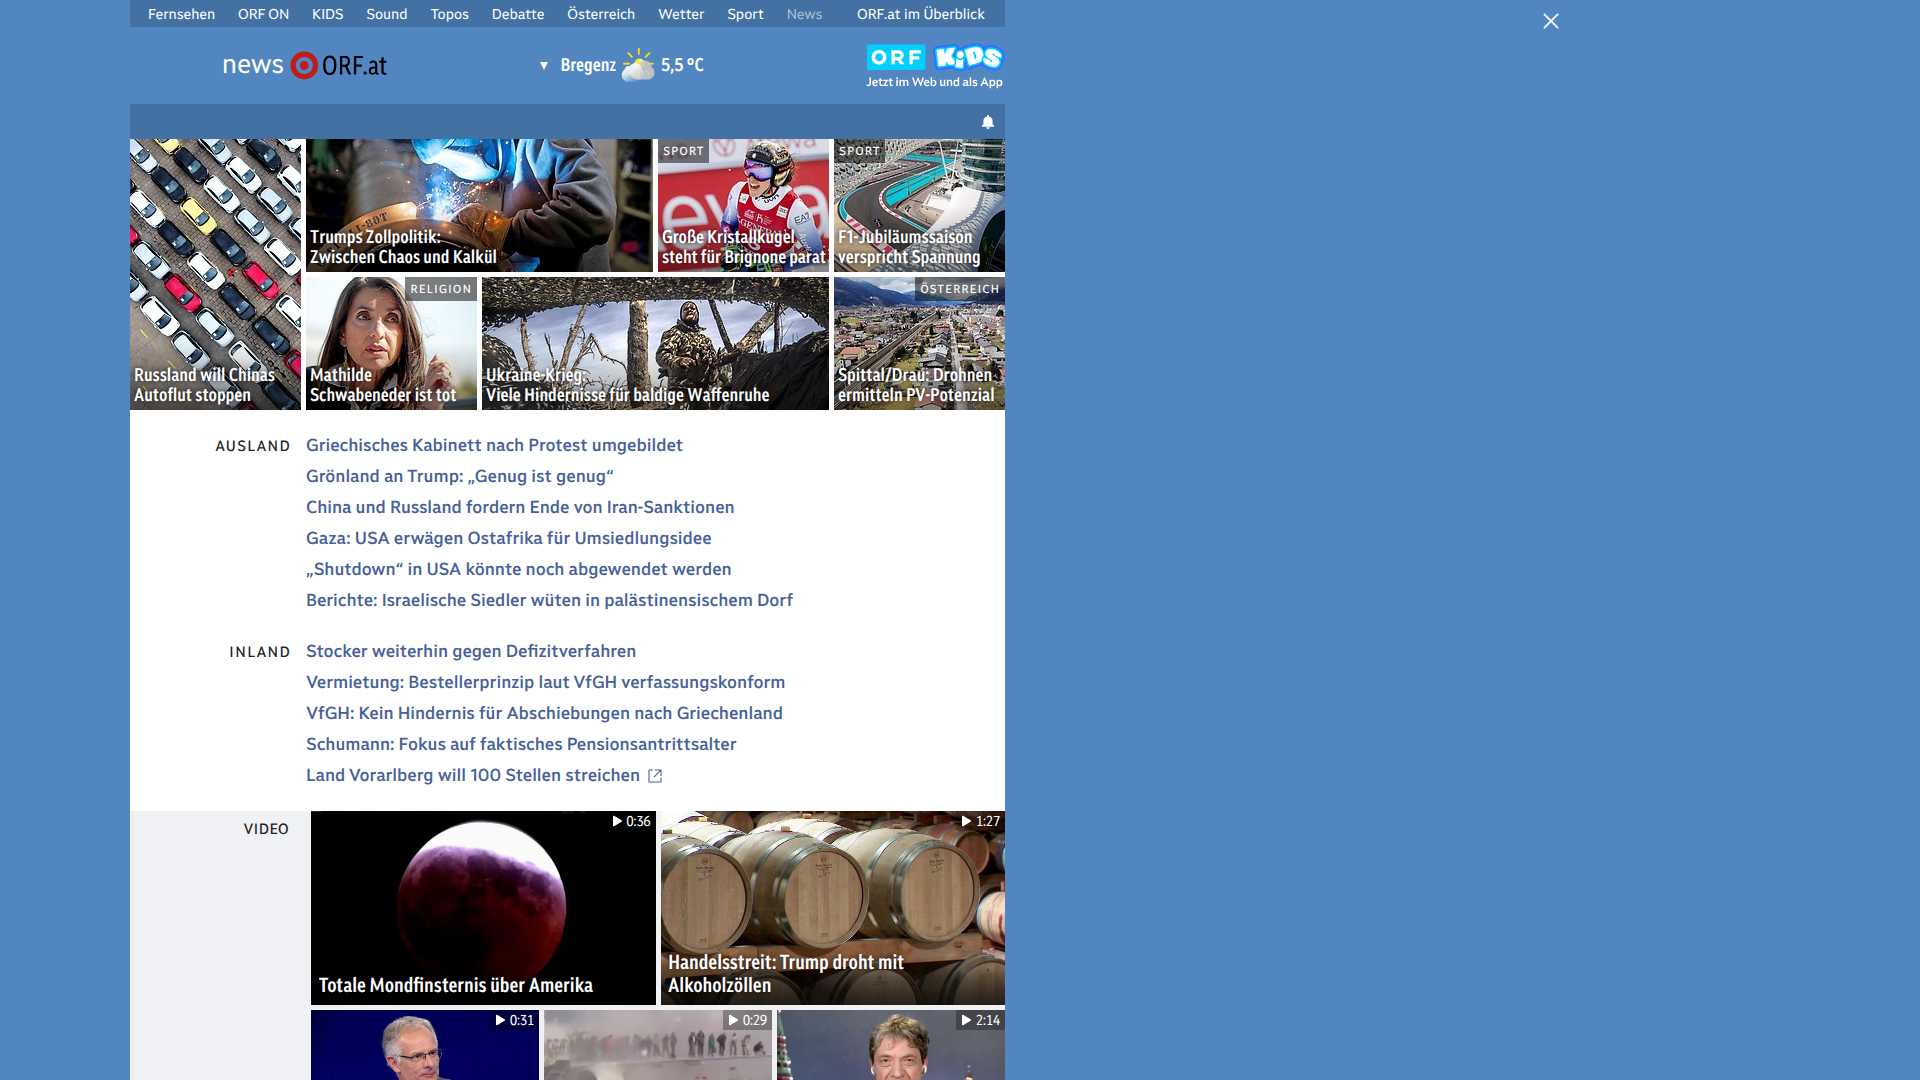 Fernsehen ORF ON KIDS Sound Topos Debatte Österreich Wetter Sport News ORF.at im Überblick
news ORF.at
Bregenz 5,5 °C
ORF KiDS
Jetzt im Web und als App
Russland will Chinas
Autoflut stoppen
Trumps Zollpolitik:
Zwischen Chaos und Kalkül
SPORT
Große Kristallkugel
steht für Brignone parat
SPORT
F1-Jubiläumssaison
verspricht Spannung
RELIGION
Mathilde
Schwabeneder ist tot
Ukraine-Krieg:
Viele Hindernisse für baldige Waffenruhe
ÖSTERREICH
Spittal/Drau: Drohnen
ermitteln PV-Potenzial
AUSLAND
Griechisches Kabinett nach Protest umgebildet
Grönland an Trump: „Genug ist genug“
China und Russland fordern Ende von Iran-Sanktionen
Gaza: USA erwägen Ostafrika für Umsiedlungsidee
„Shutdown“ in USA könnte noch abgewendet werden
Berichte: Israelische Siedler wüten in palästinensischem Dorf
INLAND
Stocker weiterhin gegen Defizitverfahren
Vermietung: Bestellerprinzip laut VfGH verfassungskonform
VfGH: Kein Hindernis für Abschiebungen nach Griechenland
Schumann: Fokus auf faktisches Pensionsantrittsalter
Land Vorarlberg will 100 Stellen streichen
VIDEO
0:36
Totale Mondfinsternis über Amerika
1:27
Handelsstreit: Trump droht mit
Alkoholzöllen
0:31
0:29
2:14